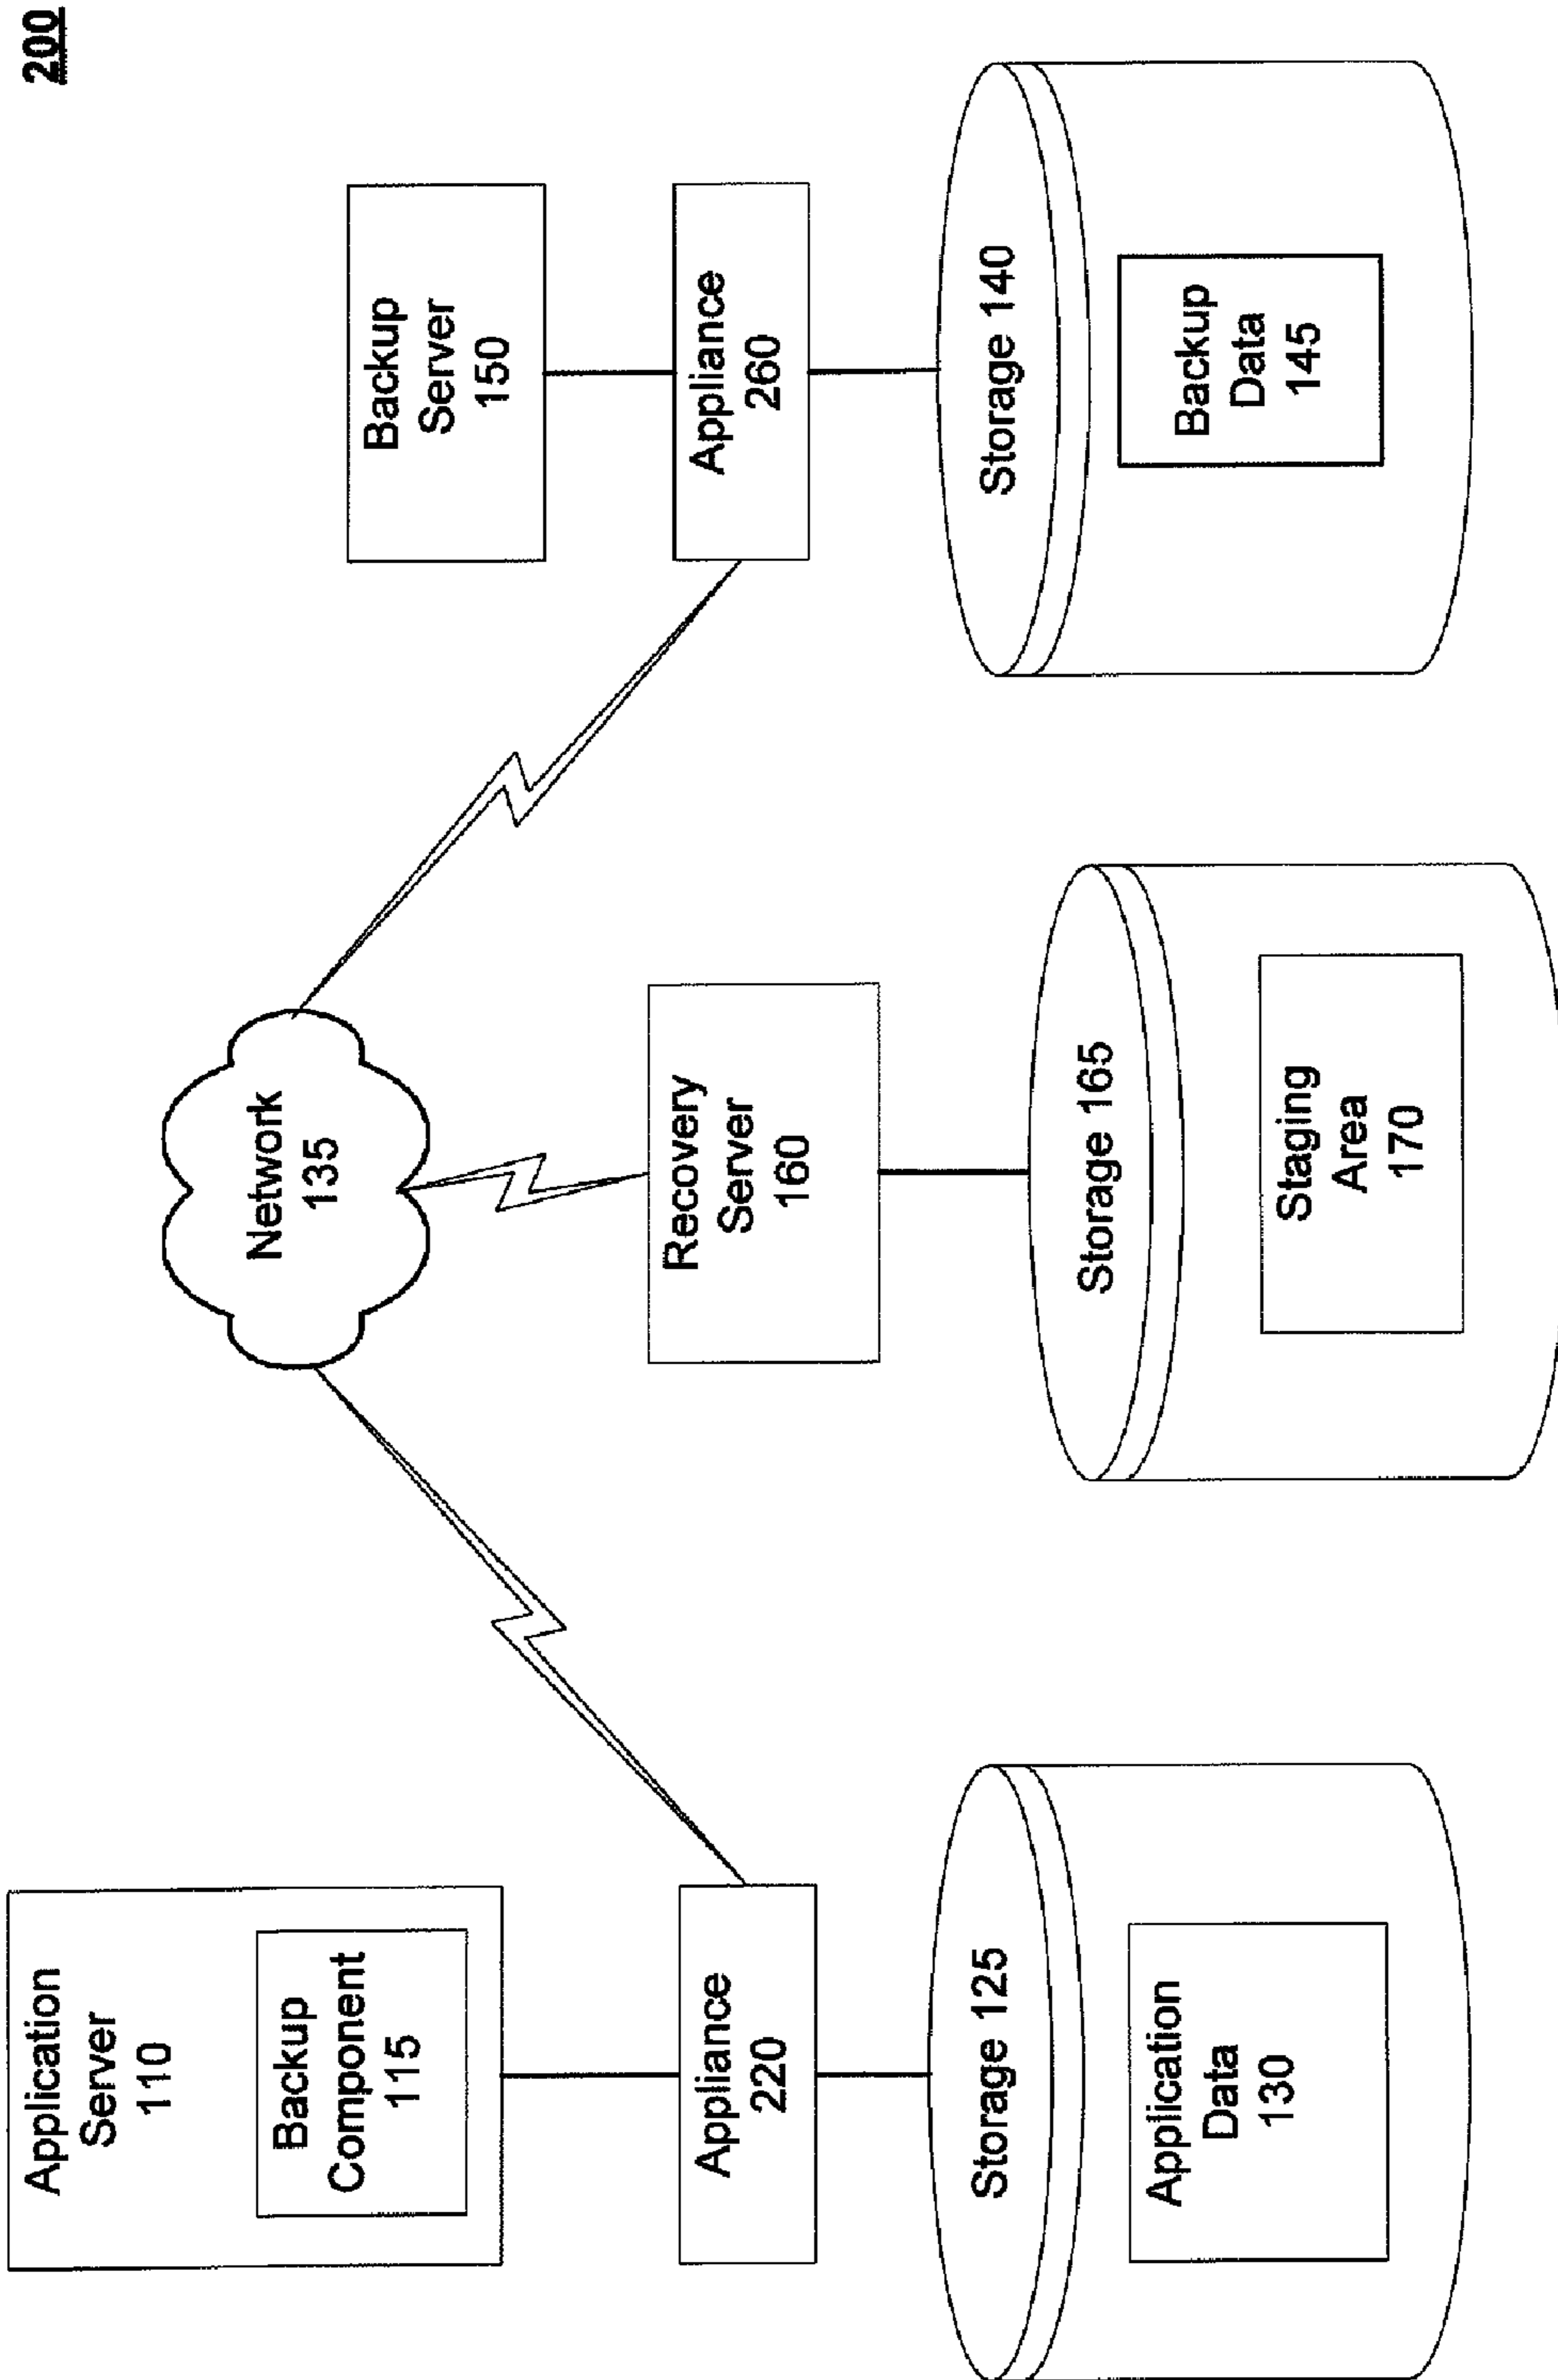 200
Application
Server
110
Backup
Component
115
Appliance
220
Storage 125
Application
Data
130
Network
135
Recovery
Server
160
Storage 165
Staging
Area
170
Backup
Server
150
Appliance
260
Storage 140
Backup
Data
145